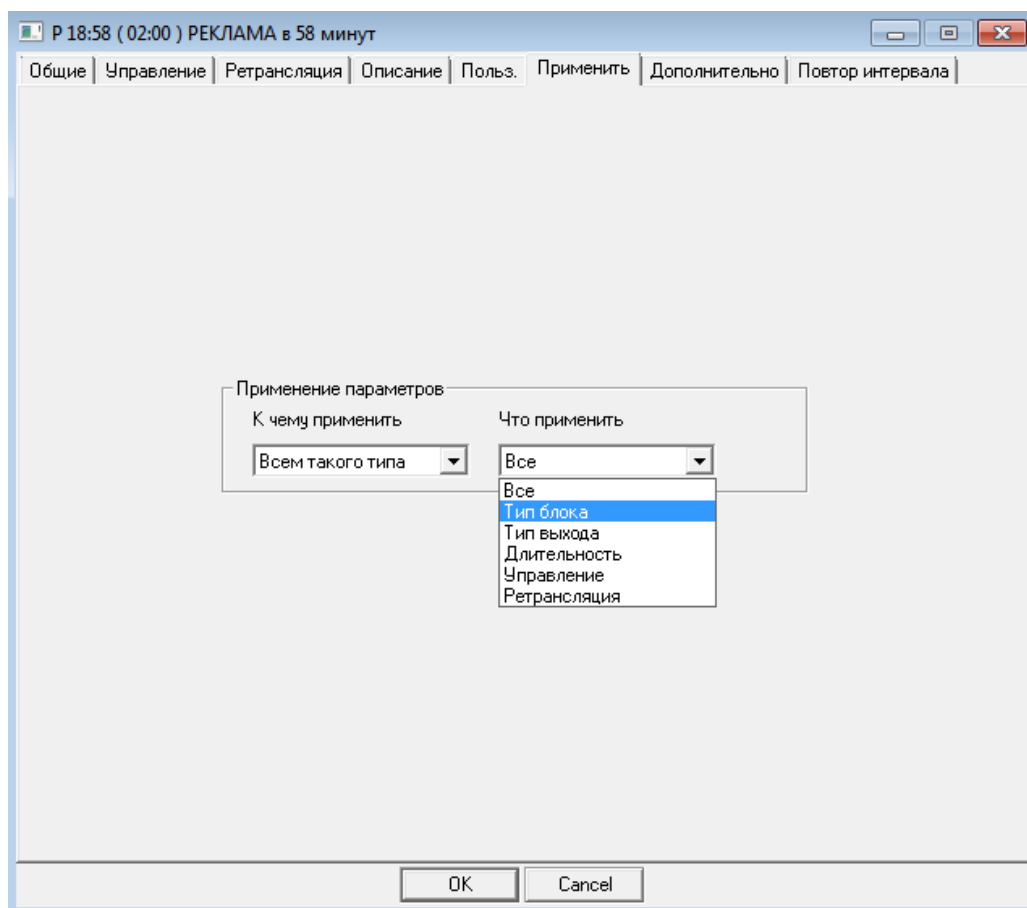 Р 18:58 ( 02:00 ) РЕКЛАМА в 58 минут
Общие Управление Ретрансляция Описание Польз. Применить Дополнительно Повтор интервала
Применение параметров
К чему применить Что применить
Всем такого типа Все
Все
Тип блока
Тип выхода
Длительность
Управление
Ретрансляция
OK Cancel